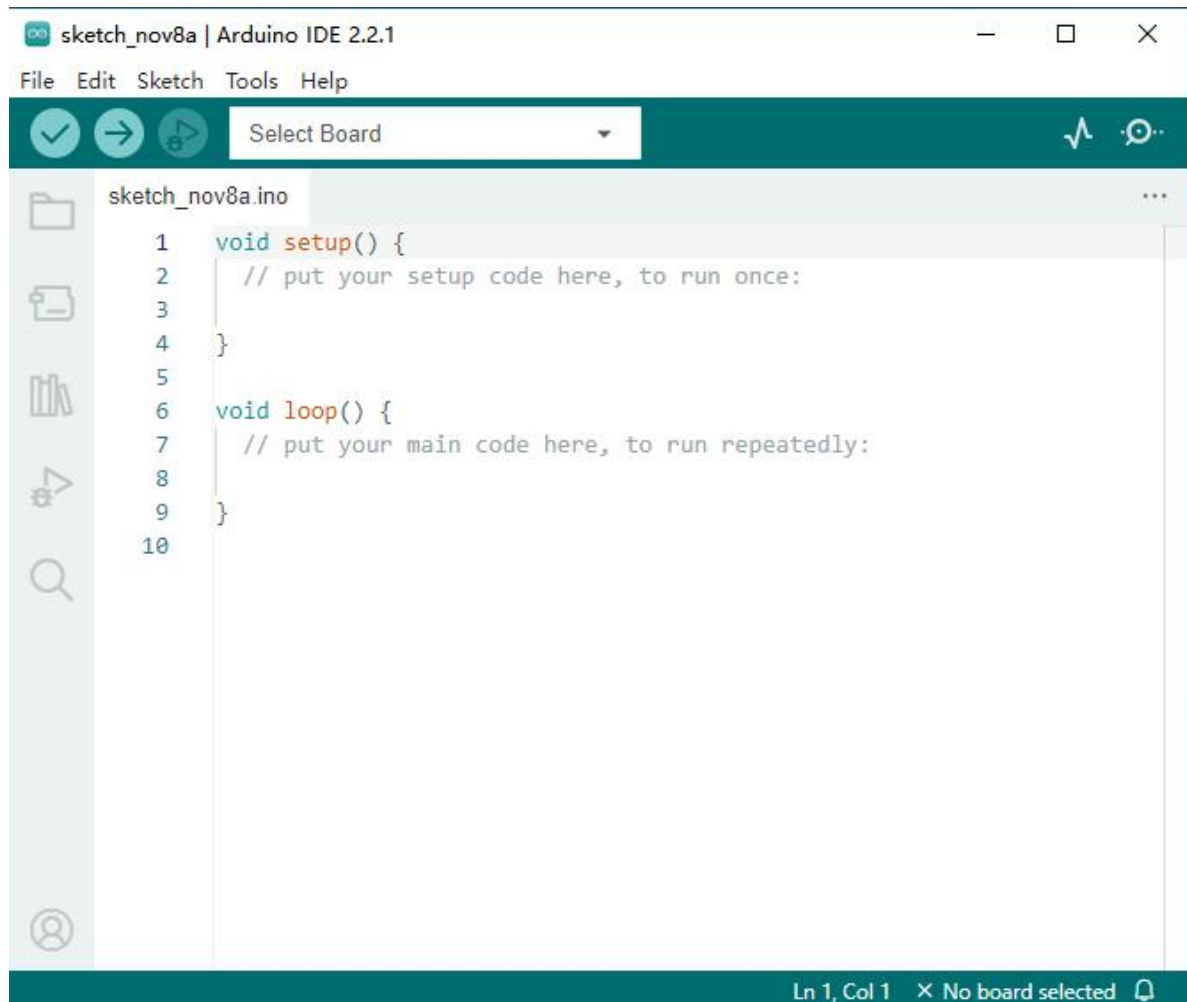 sketch_nov8a | Arduino IDE 2.2.1
File Edit Sketch Tools Help
Select Board
sketch_nov8a.ino
1 void setup() {
2 // put your setup code here, to run once:
3
4 }
5
6 void loop() {
7 // put your main code here, to run repeatedly:
8
9 }
10
Ln 1, Col 1 × No board selected